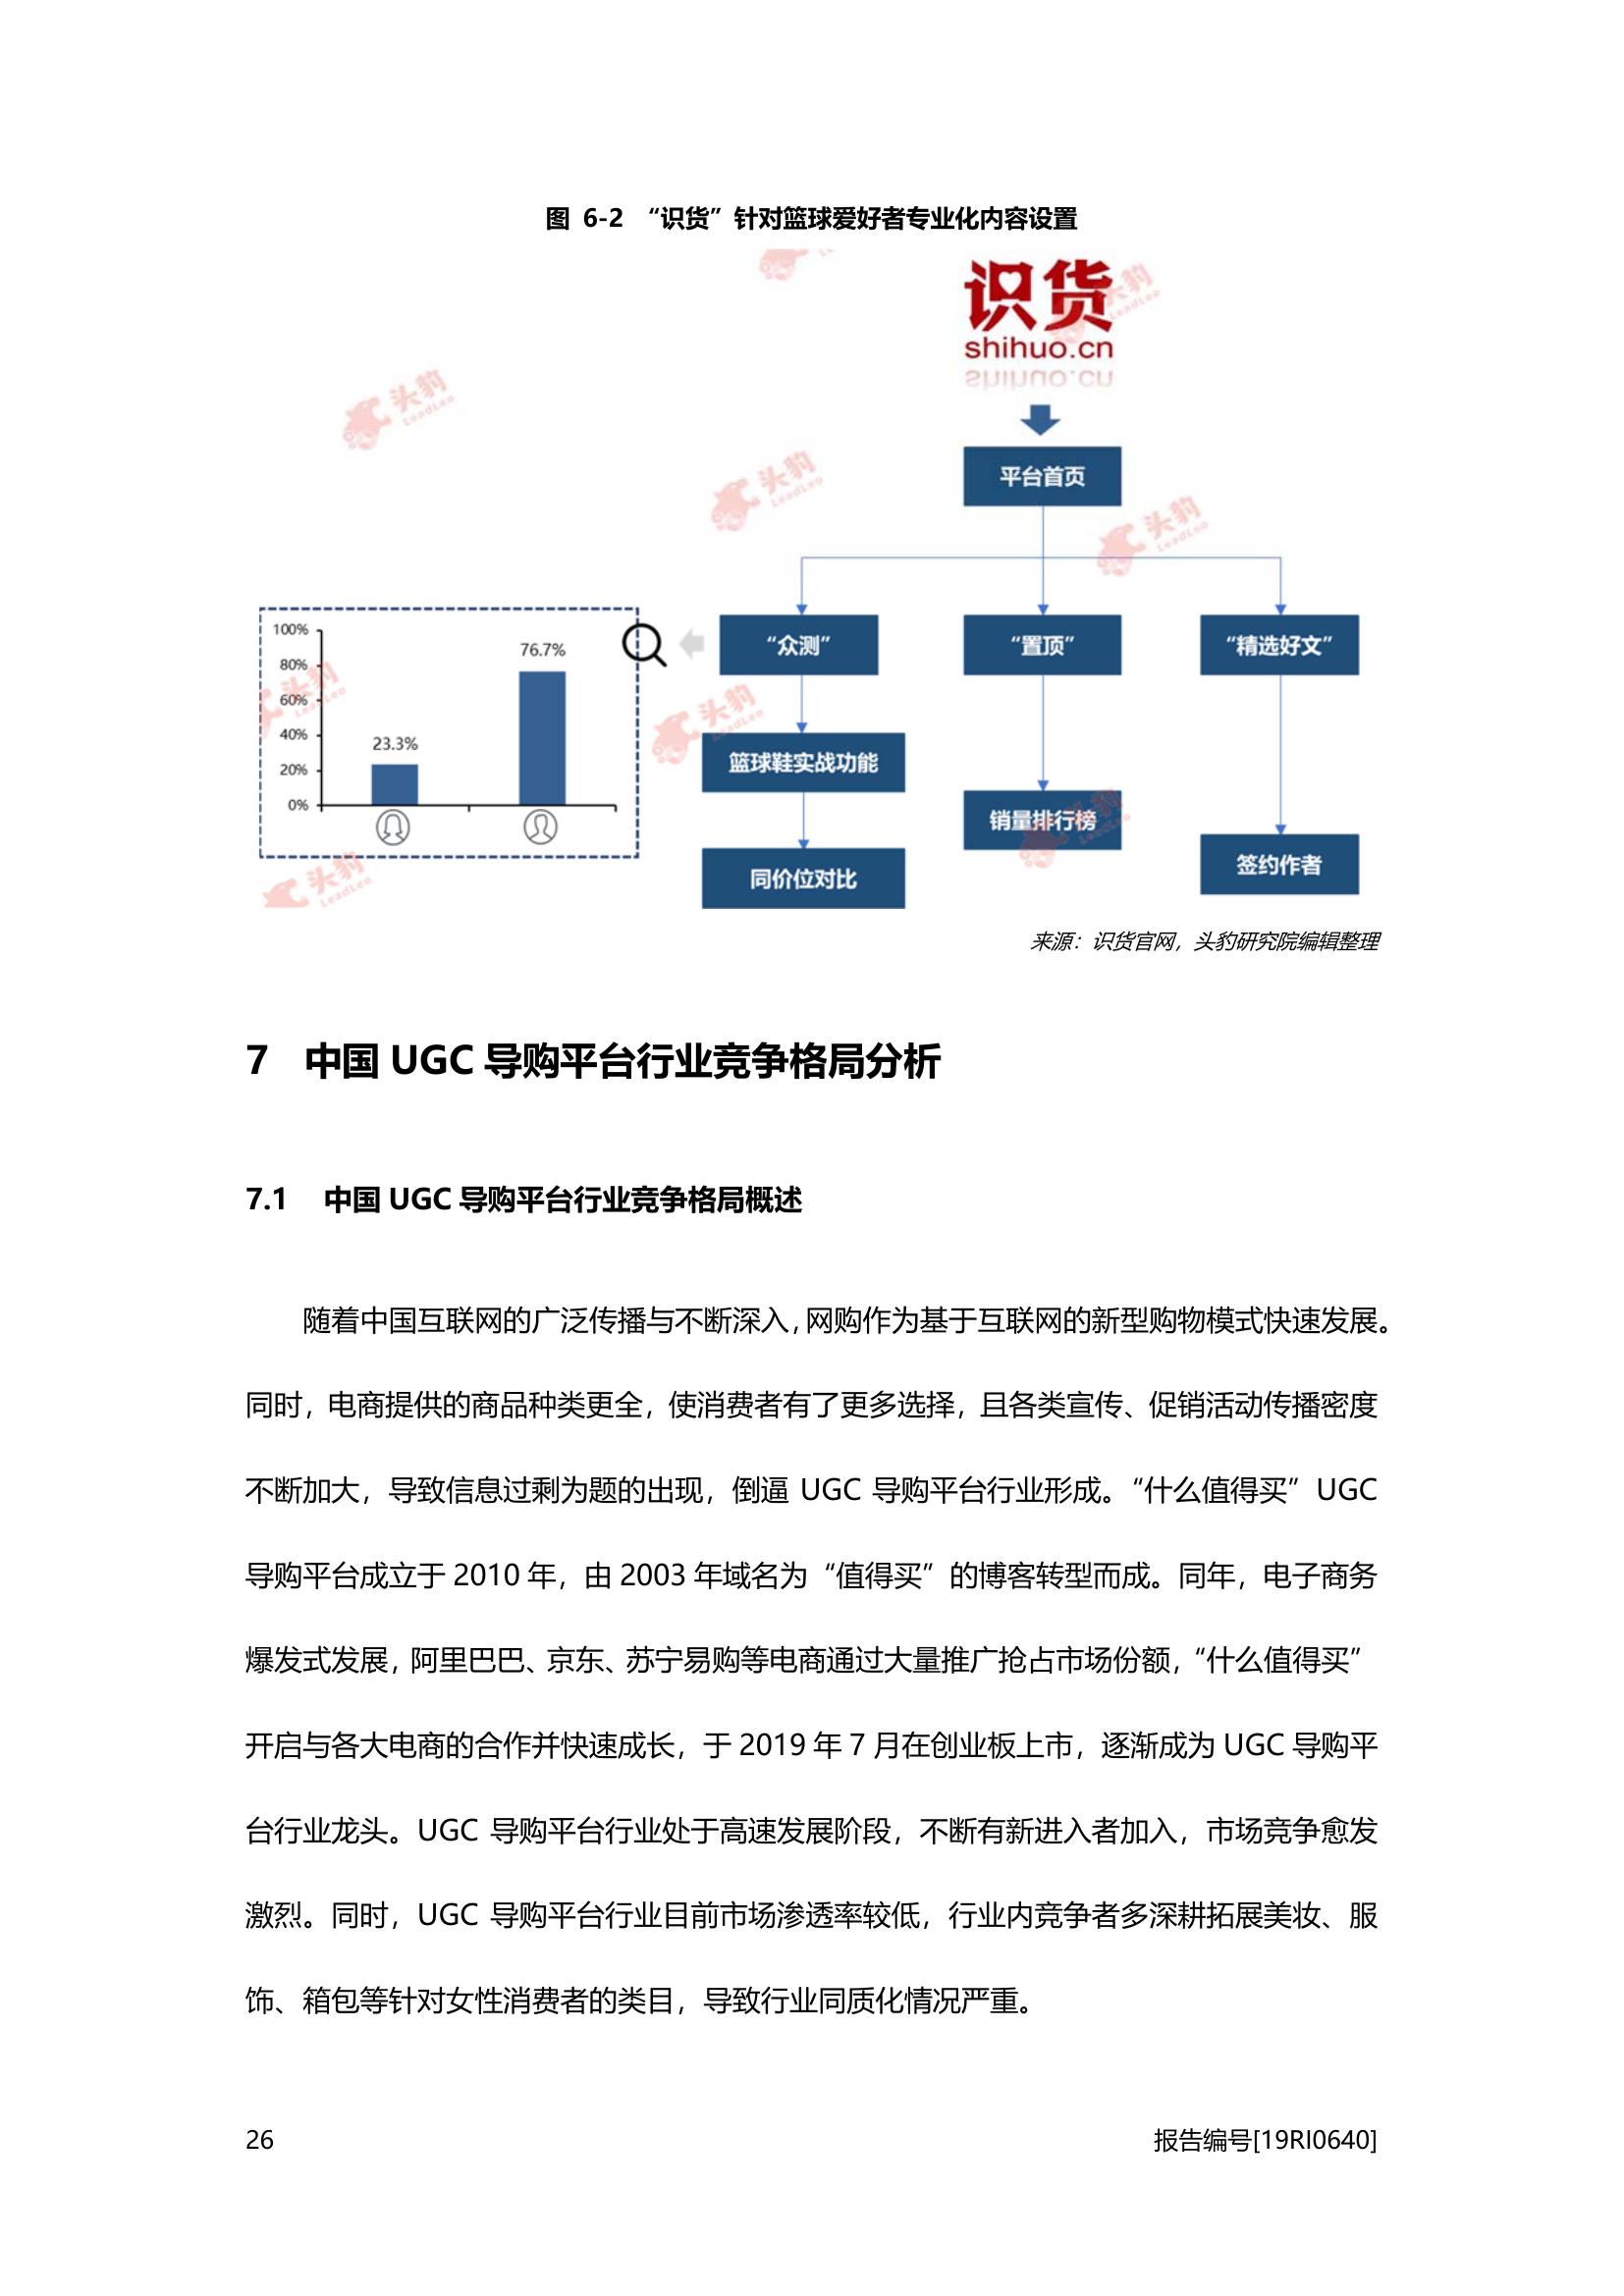 图 6-2 “识货”针对篮球爱好者专业化内容设置
识货
shihuo.cn
平台首页
“众测”
“置顶”
“精选好文”
篮球鞋实战功能
销量排行榜
同价位对比
签约作者
100%
80%
60%
40%
20%
0%
23.3%
76.7%
头豹
LeadLeo
头豹
LeadLeo
头豹
LeadLeo
头豹
LeadLeo
头豹
LeadLeo
头豹
LeadLeo
头豹
LeadLeo
来源：识货官网，头豹研究院编辑整理
7 中国 UGC 导购平台行业竞争格局分析
7.1 中国 UGC 导购平台行业竞争格局概述
随着中国互联网的广泛传播与不断深入，网购作为基于互联网的新型购物模式快速发展。
同时，电商提供的商品种类更全，使消费者有了更多选择，且各类宣传、促销活动传播密度
不断加大，导致信息过剩为题的出现，倒逼 UGC 导购平台行业形成。“什么值得买”UGC
导购平台成立于 2010 年，由 2003 年域名为“值得买”的博客转型而成。同年，电子商务
爆发式发展，阿里巴巴、京东、苏宁易购等电商通过大量推广抢占市场份额，“什么值得买”
开启与各大电商的合作并快速成长，于 2019 年 7 月在创业板上市，逐渐成为 UGC 导购平
台行业龙头。UGC 导购平台行业处于高速发展阶段，不断有新进入者加入，市场竞争愈发
激烈。同时，UGC 导购平台行业目前市场渗透率较低，行业内竞争者多深耕拓展美妆、服
饰、箱包等针对女性消费者的类目，导致行业同质化情况严重。
26
报告编号[19RI0640]